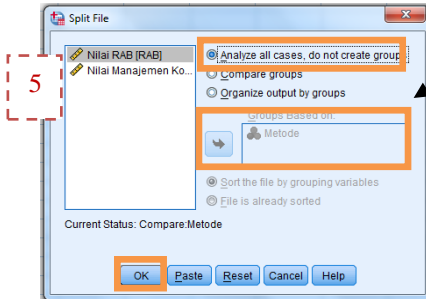 Split File
5
Nilai RAB [RAB]
Nilai Manajemen Ko...
Analyze all cases, do not create groups
Compare groups
Organize output by groups
Groups Based on:
Metode
Sort the file by grouping variables
File is already sorted
Current Status: Compare:Metode
OK Paste Reset Cancel Help